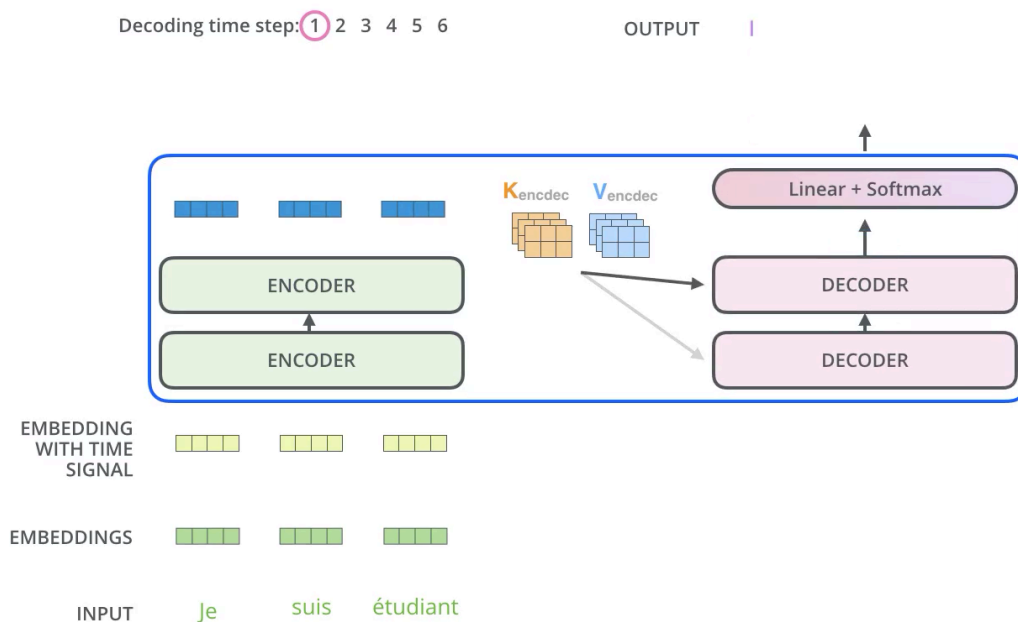 Decoding time step: 1 2 3 4 5 6
OUTPUT I
Kencdec Vencdec
Linear + Softmax
ENCODER
DECODER
ENCODER
DECODER
EMBEDDING
WITH TIME
SIGNAL
EMBEDDINGS
INPUT Je suis étudiant